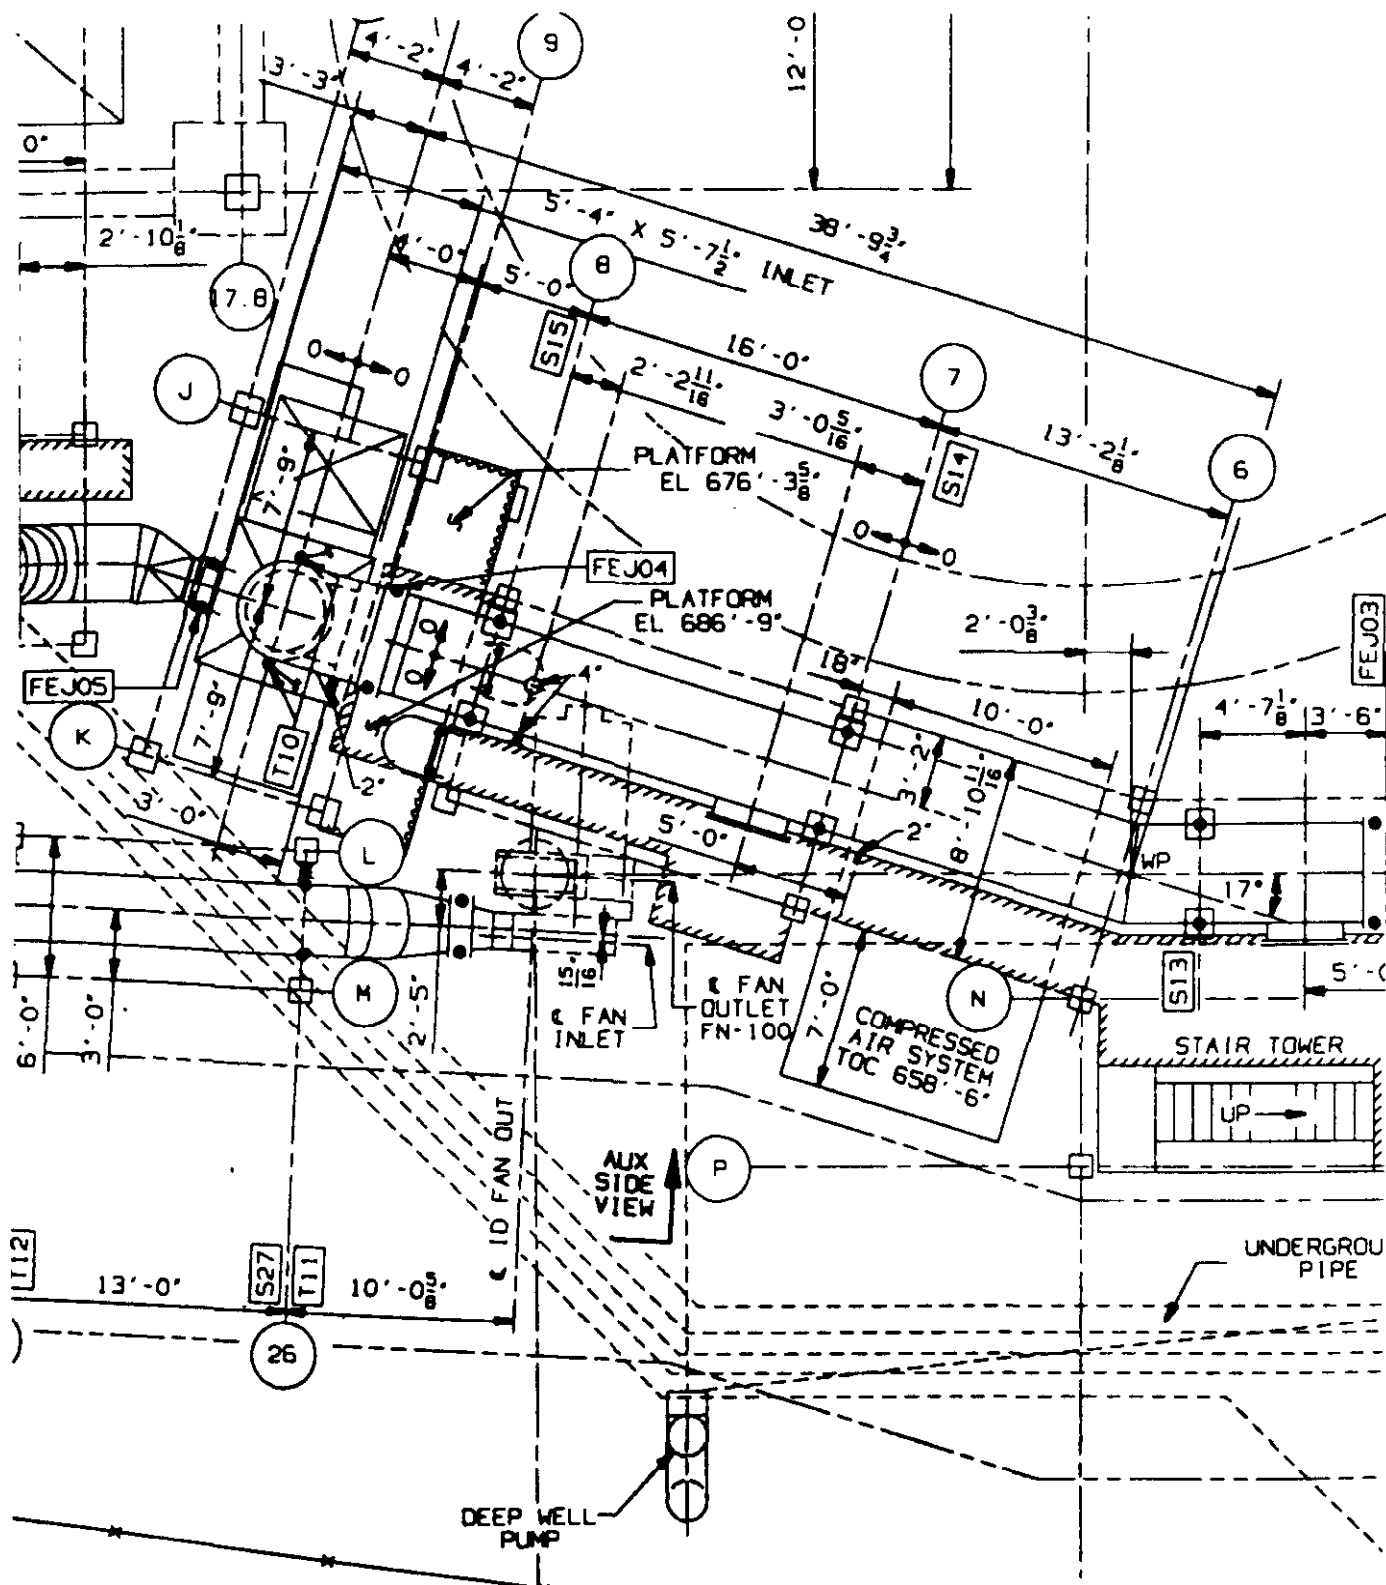 9
4'-2"
4'-2"
3'-3"
12'-0
0"
2'-10 1/8"
5'-4" X 5'-7 1/2" INLET
38'-9 3/4"
4'-0"
5'-0"
8
17.8
S15
16'-0"
7
J
0
0
2'-2 11/16"
3'-0 5/16"
13'-2 1/8"
6
PLATFORM
EL 676'-3 5/8"
S14
7'-9"
0
0
FEJ04
PLATFORM
EL 686'-9"
2'-0 3/8"
FEJ03
0
0
18"
4"
FEJ05
10'-0"
4'-7 1/8"
3'-6"
K
7'-9"
T10
2"
3'-2"
10 11/16
8'-
3'-0"
5'-0"
2"
L
WP
17°
6'-0"
3'-0"
M
2'-5"
15/16"
℄ FAN
INLET
℄ FAN
OUTLET
FN-100
7'-0"
N
S13
5'-0
COMPRESSED
AIR SYSTEM
TOC 658'-6"
STAIR TOWER
UP
℄ ID FAN OUT
AUX
SIDE
VIEW
P
T12
13'-0"
S27
T11
10'-0 5/8"
UNDERGROU
PIPE
26
DEEP WELL
PUMP